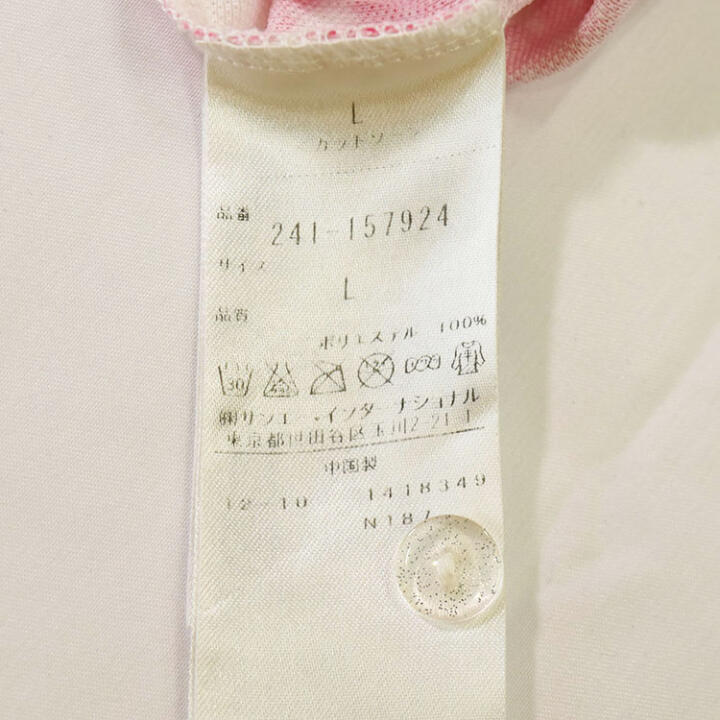 L
カットソー
品番
241-157924
サイズ
L
品質
ポリエステル 100%
30
㈱サンエー・インターナショナル
東京都世田谷区玉川2-21-1
中国製
12-10 1418349
N187